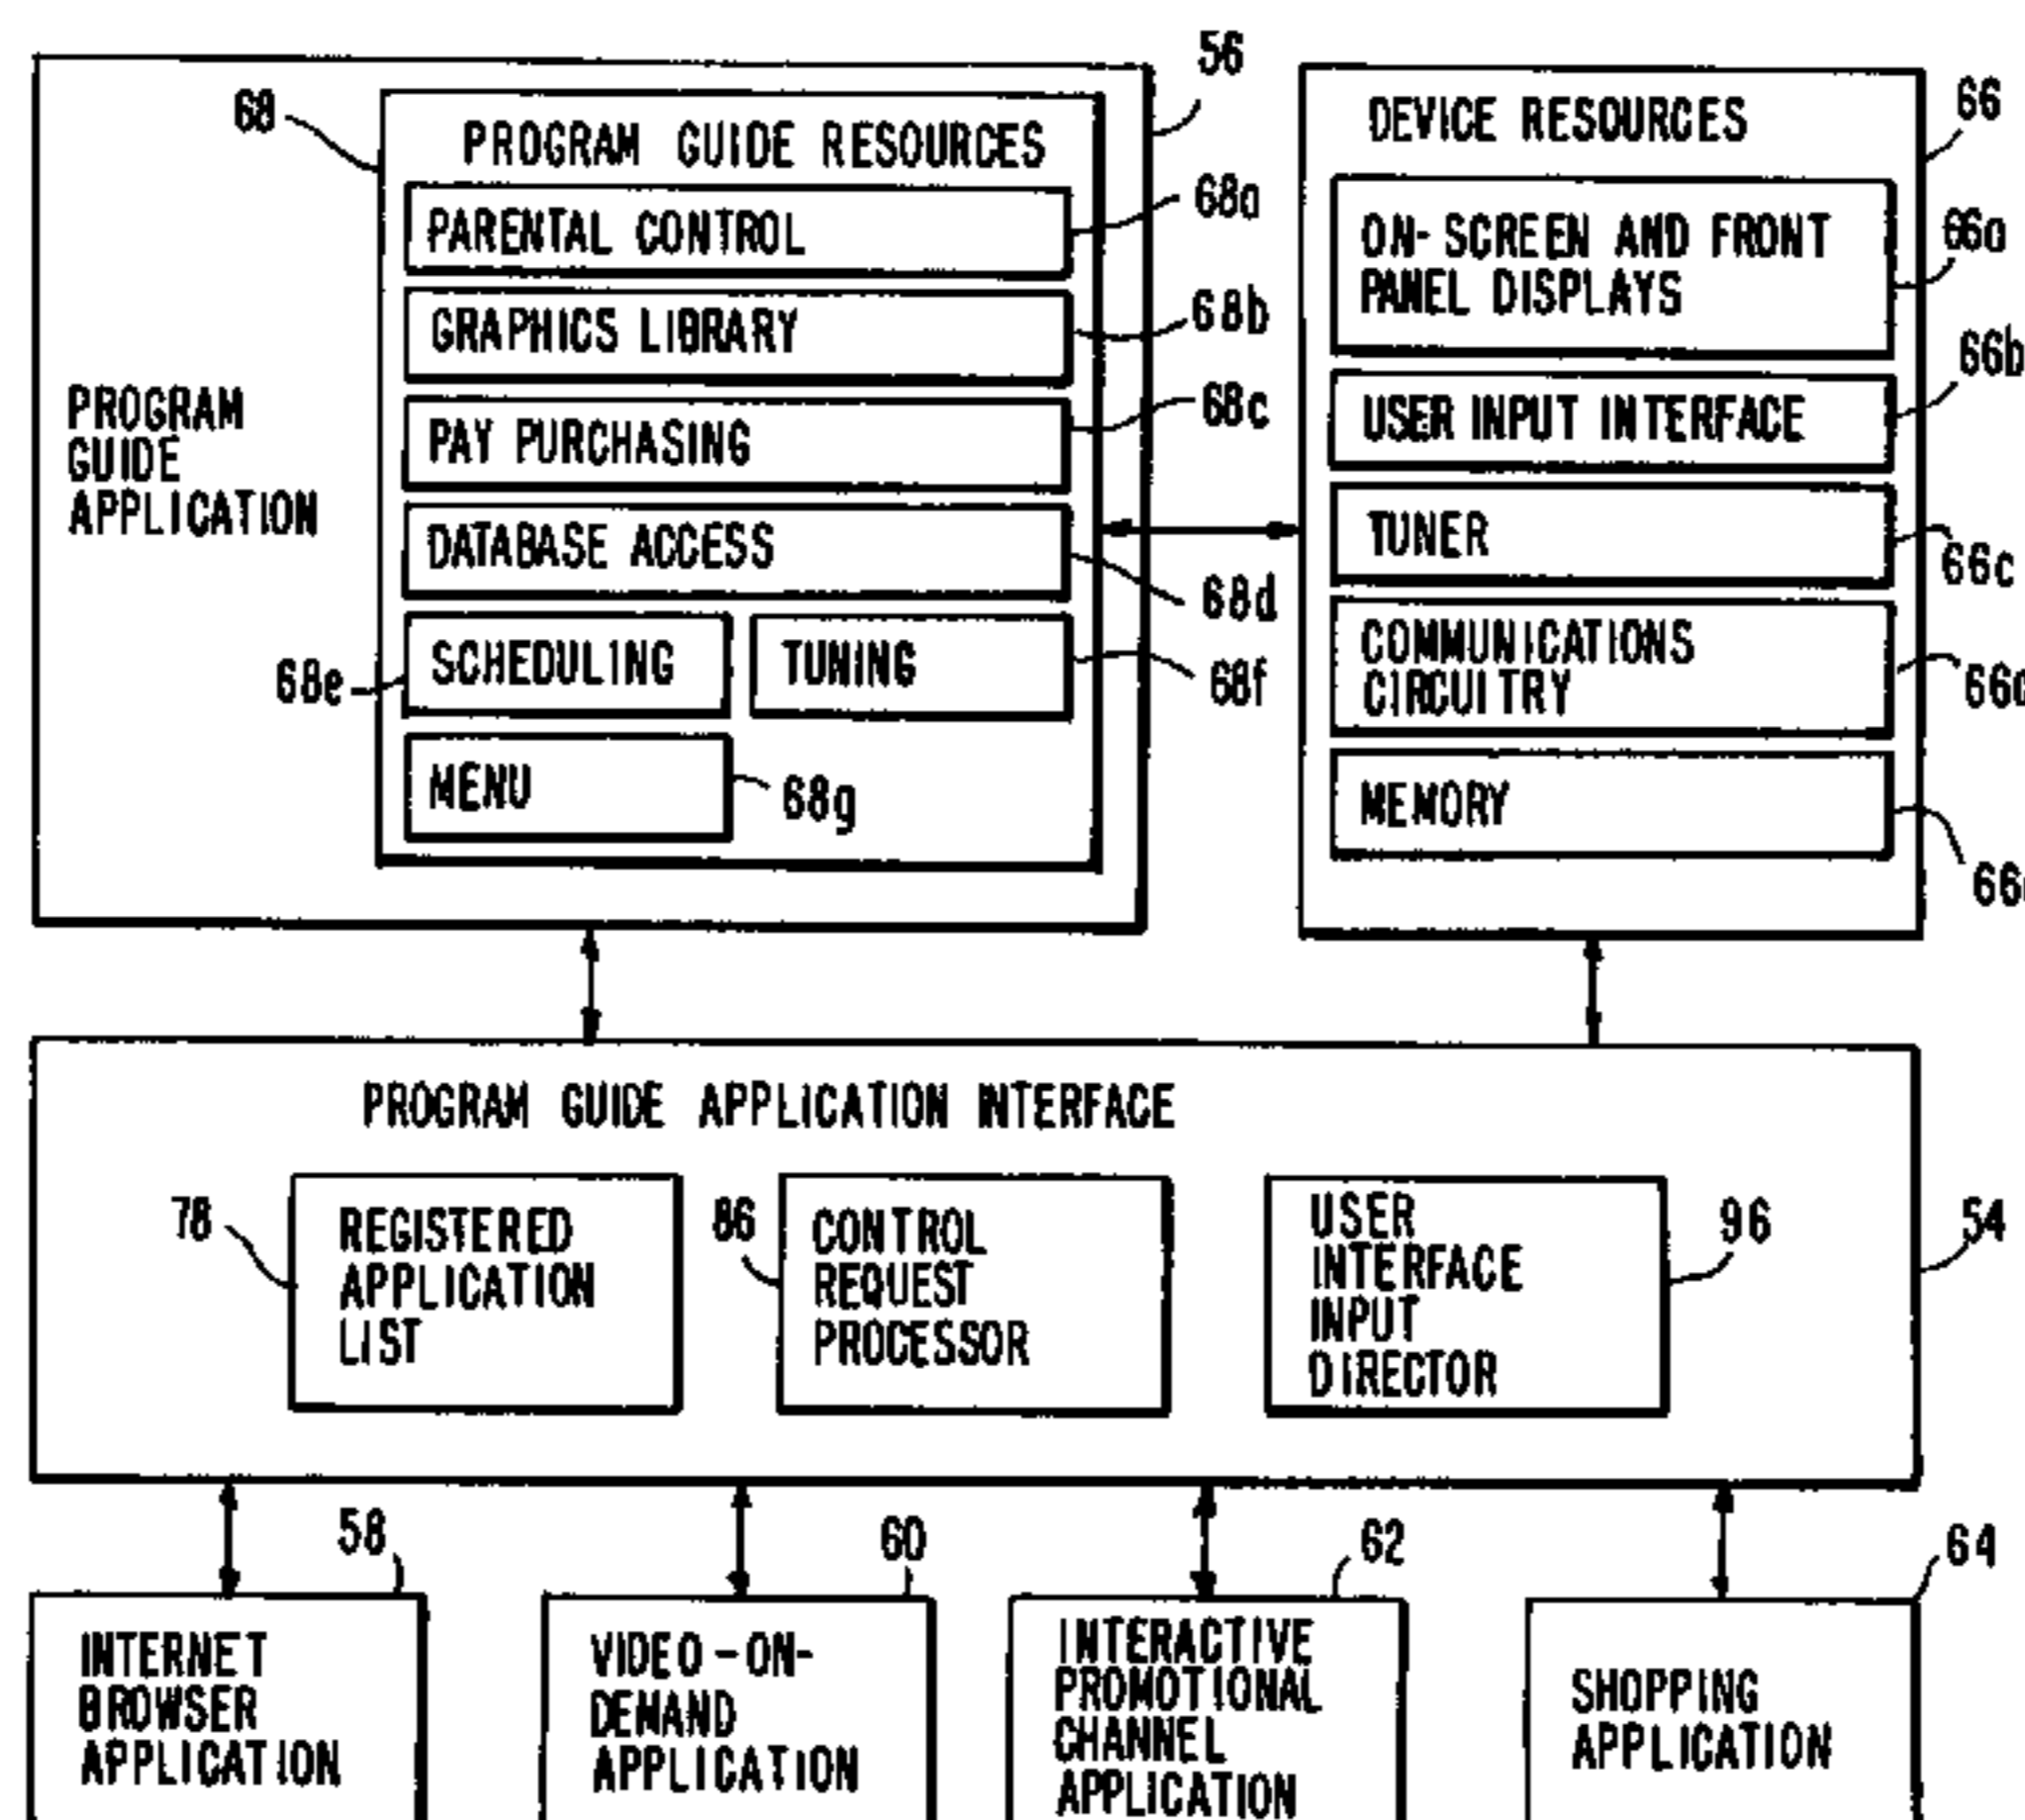 56
68
PROGRAM GUIDE RESOURCES
PARENTAL CONTROL
68a
GRAPHICS LIBRARY
68b
PAY PURCHASING
68c
DATABASE ACCESS
68d
SCHEDULING
68e
TUNING
68f
MENU
68g
PROGRAM
GUIDE
APPLICATION
DEVICE RESOURCES
66
ON-SCREEN AND FRONT
PANEL DISPLAYS
66a
USER INPUT INTERFACE
66b
TUNER
66c
COMMUNICATIONS
CIRCUITRY
MEMORY
PROGRAM GUIDE APPLICATION INTERFACE
54
78
REGISTERED
APPLICATION
LIST
86
CONTROL
REQUEST
PROCESSOR
USER
INTERFACE
INPUT
DIRECTOR
96
58
INTERNET
BROWSER
APPLICATION
60
VIDEO-ON-
DEMAND
APPLICATION
62
INTERACTIVE
PROMOTIONAL
CHANNEL
APPLICATION
64
SHOPPING
APPLICATION